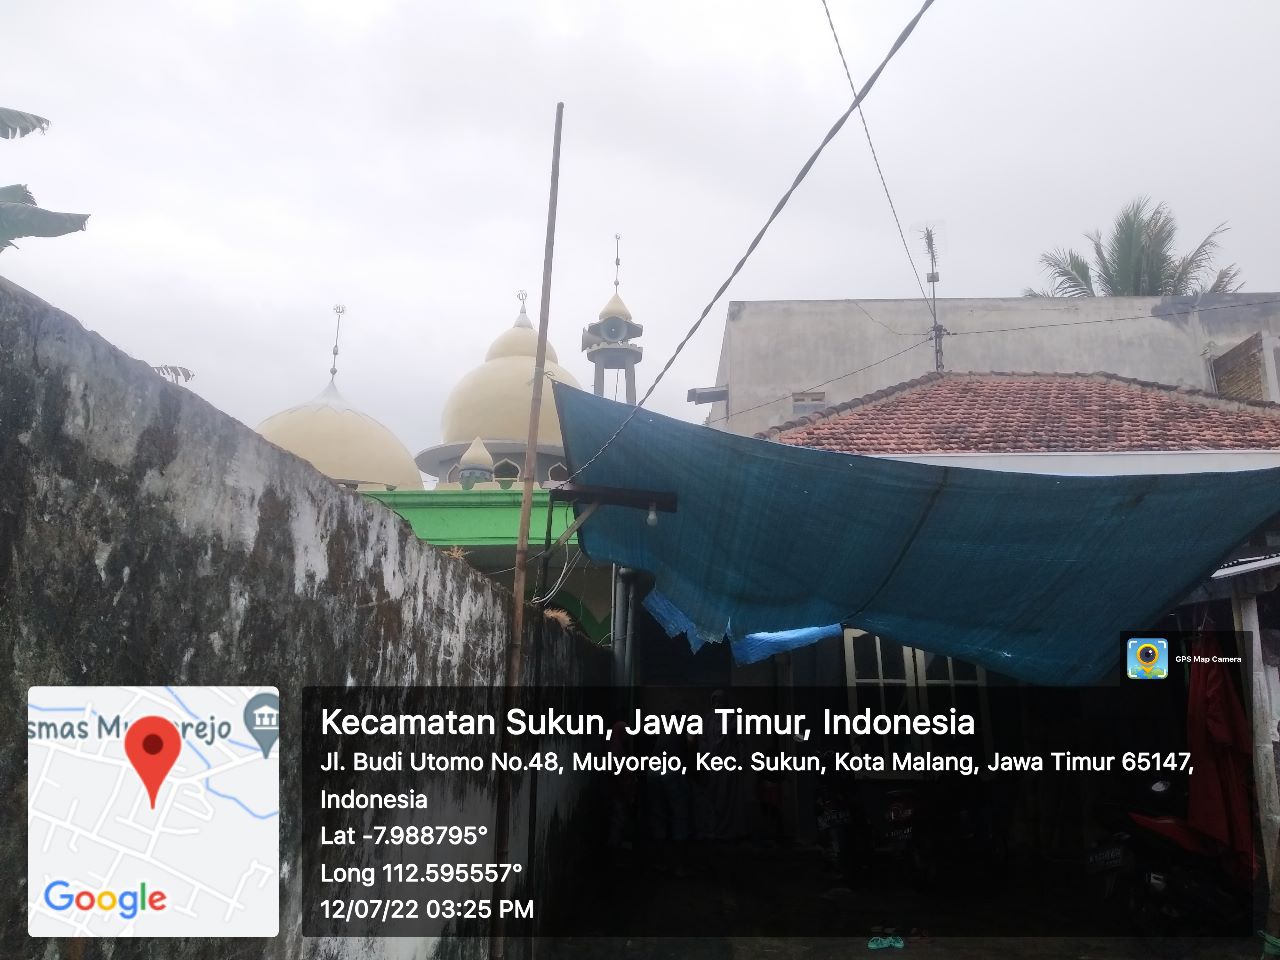 GPS Map Camera
Kecamatan Sukun, Jawa Timur, Indonesia
Jl. Budi Utomo No.48, Mulyorejo, Kec. Sukun, Kota Malang, Jawa Timur 65147,
Indonesia
Lat -7.988795°
Long 112.595557°
12/07/22 03:25 PM
Google